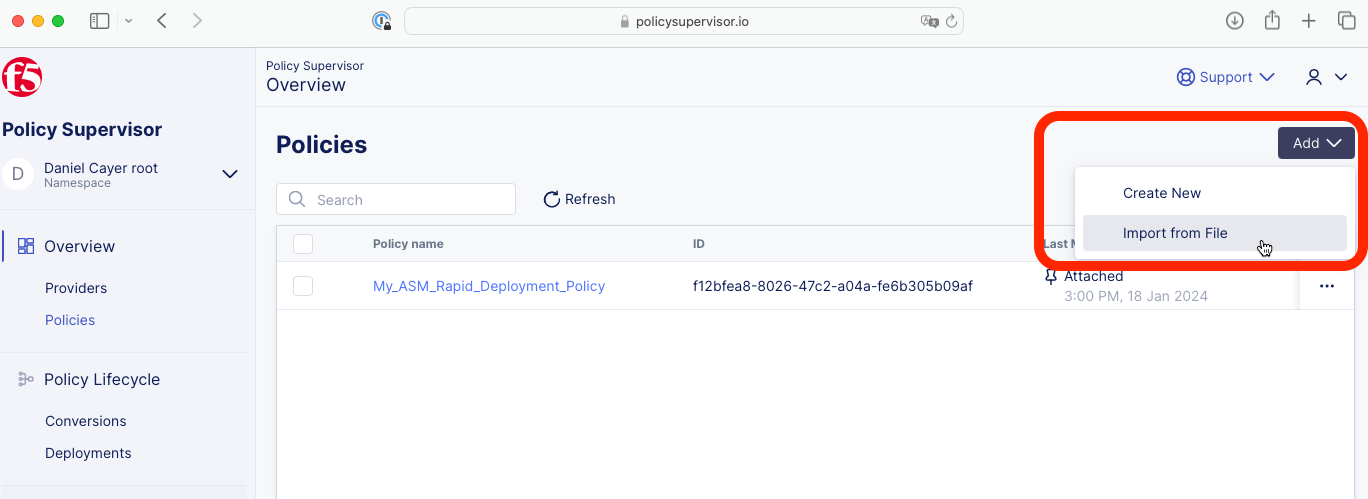 policysupervisor.io
f5
Policy Supervisor
Overview
Support
Policy Supervisor
D
Daniel Cayer root
Namespace
Overview
Providers
Policies
Policy Lifecycle
Conversions
Deployments
Policies
Add
Create New
Import from File
Search
Refresh
Policy name ID Last M
My_ASM_Rapid_Deployment_Policy f12bfea8-8026-47c2-a04a-fe6b305b09af Attached
3:00 PM, 18 Jan 2024